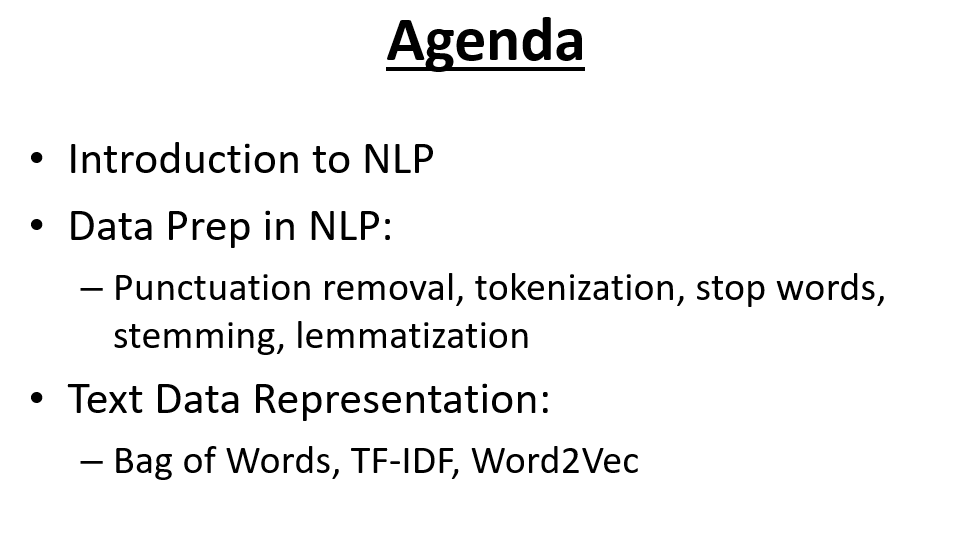 Agenda
• Introduction to NLP
• Data Prep in NLP:
– Punctuation removal, tokenization, stop words,
stemming, lemmatization
• Text Data Representation:
– Bag of Words, TF-IDF, Word2Vec